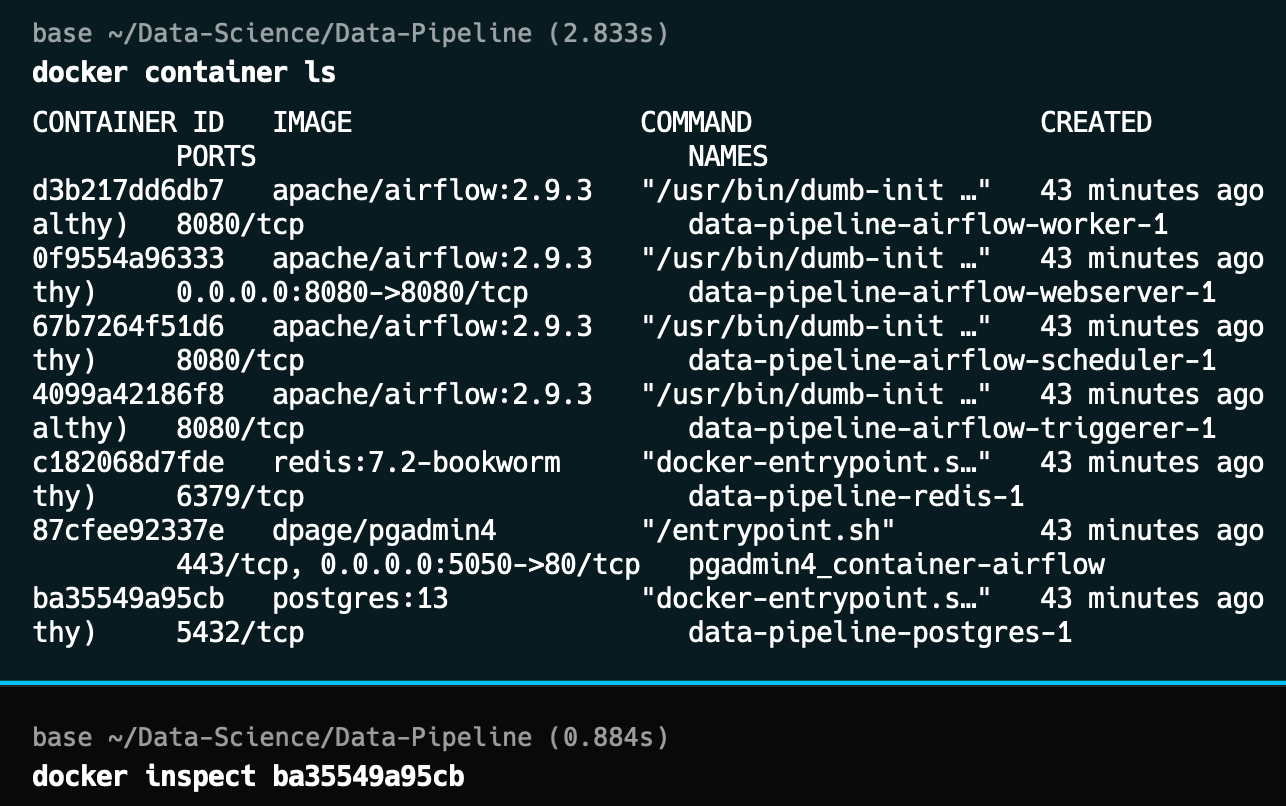 base ~/Data-Science/Data-Pipeline (2.833s)
docker container ls
CONTAINER ID   IMAGE                  COMMAND                  CREATED
         PORTS                           NAMES
d3b217dd6db7   apache/airflow:2.9.3   "/usr/bin/dumb-init …"   43 minutes ago
althy)   8080/tcp                        data-pipeline-airflow-worker-1
0f9554a96333   apache/airflow:2.9.3   "/usr/bin/dumb-init …"   43 minutes ago
thy)     0.0.0.0:8080->8080/tcp          data-pipeline-airflow-webserver-1
67b7264f51d6   apache/airflow:2.9.3   "/usr/bin/dumb-init …"   43 minutes ago
thy)     8080/tcp                        data-pipeline-airflow-scheduler-1
4099a42186f8   apache/airflow:2.9.3   "/usr/bin/dumb-init …"   43 minutes ago
althy)   8080/tcp                        data-pipeline-airflow-triggerer-1
c182068d7fde   redis:7.2-bookworm     "docker-entrypoint.s…"   43 minutes ago
thy)     6379/tcp                        data-pipeline-redis-1
87cfee92337e   dpage/pgadmin4         "/entrypoint.sh"         43 minutes ago
         443/tcp, 0.0.0.0:5050->80/tcp   pgadmin4_container-airflow
ba35549a95cb   postgres:13            "docker-entrypoint.s…"   43 minutes ago
thy)     5432/tcp                        data-pipeline-postgres-1
base ~/Data-Science/Data-Pipeline (0.884s)
docker inspect ba35549a95cb